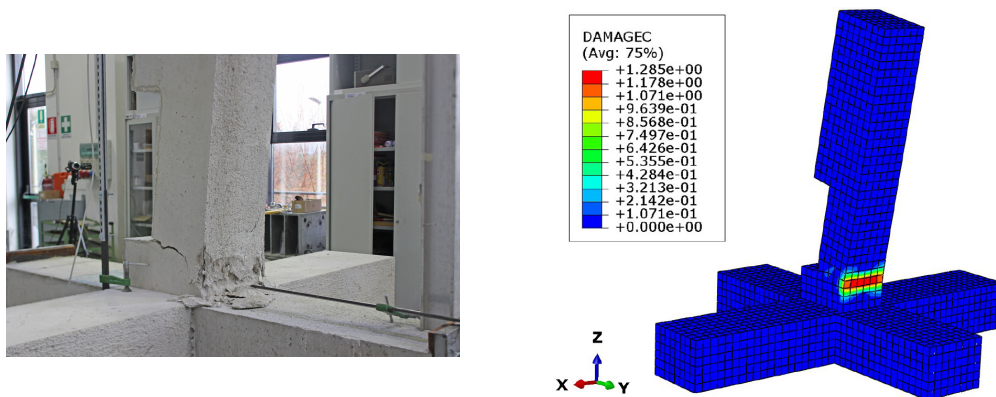 DAMAGEC
(Avg: 75%)
+1.285e+00
+1.178e+00
+1.071e+00
+9.639e-01
+8.568e-01
+7.497e-01
+6.426e-01
+5.355e-01
+4.284e-01
+3.213e-01
+2.142e-01
+1.071e-01
+0.000e+00
Z
X
Y